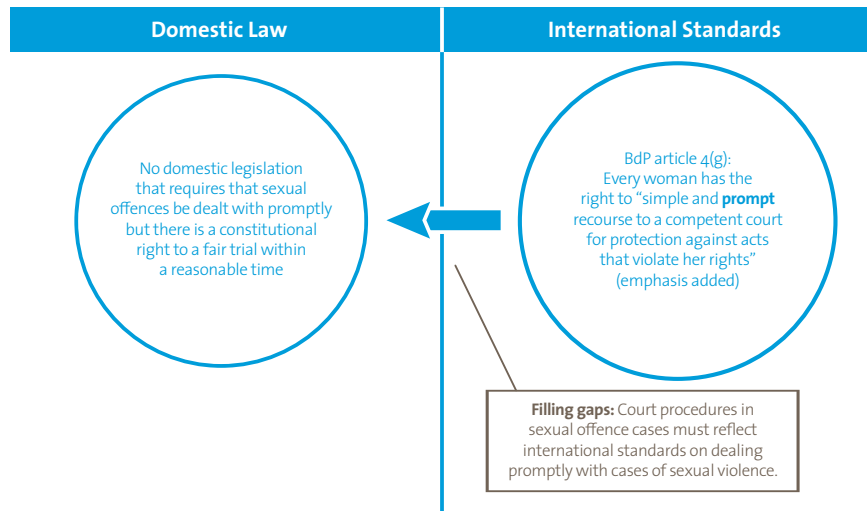 Domestic Law
International Standards
No domestic legislation
that requires that sexual
offences be dealt with promptly
but there is a constitutional
right to a fair trial within
a reasonable time
BdP article 4(g):
Every woman has the
right to “simple and prompt
recourse to a competent court
for protection against acts
that violate her rights”
(emphasis added)
Filling gaps: Court procedures in
sexual offence cases must reflect
international standards on dealing
promptly with cases of sexual violence.